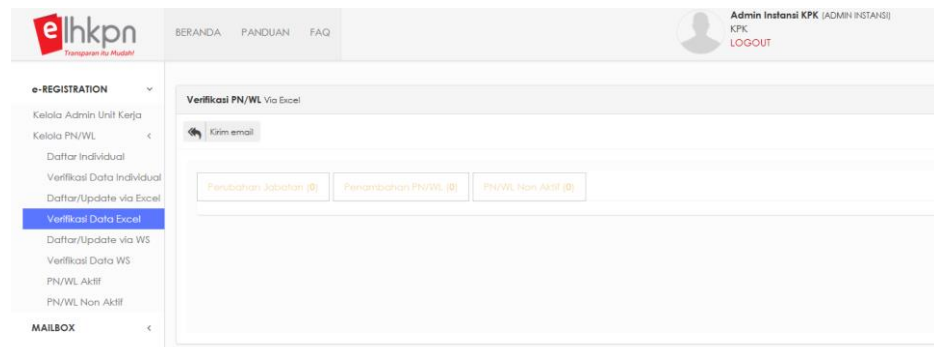 elhkpn
Transparan itu Mudah!
BERANDA PANDUAN FAQ
Admin Instansi KPK (ADMIN INSTANSI)
KPK
LOGOUT
e-REGISTRATION
Kelola Admin Unit Kerja
Kelola PN/WL
Daftar Individual
Verifikasi Data Individual
Daftar/Update via Excel
Verifikasi Data Excel
Daftar/Update via WS
Verifikasi Data WS
PN/WL Aktif
PN/WL Non Aktif
MAILBOX
Verifikasi PN/WL Via Excel
Kirim email
Perubahan Jabatan (0) Penambahan PN/WL (0) PN/WL Non Aktif (0)